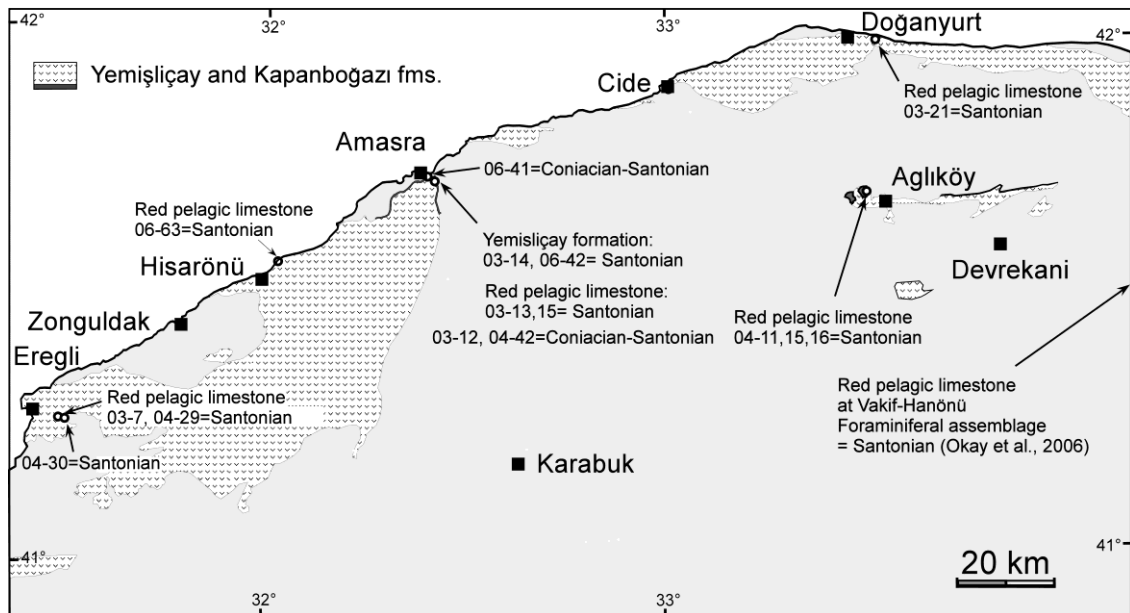 42°
32°
33°
42°
Yemişliçay and Kapanboğazı fms.
Doğanyurt
Cide
Red pelagic limestone
03-21=Santonian
Amasra
06-41=Coniacian-Santonian
Aglıköy
Red pelagic limestone
06-63=Santonian
Yemisliçay formation:
03-14, 06-42= Santonian
Hisarönü
Devrekani
Red pelagic limestone:
03-13,15= Santonian
03-12, 04-42=Coniacian-Santonian
Zonguldak
Red pelagic limestone
04-11,15,16=Santonian
Eregli
Red pelagic limestone
03-7, 04-29=Santonian
Red pelagic limestone
at Vakif-Hanönü
Foraminiferal assemblage
= Santonian (Okay et al., 2006)
04-30=Santonian
Karabuk
41°
41°
20 km
32°
33°